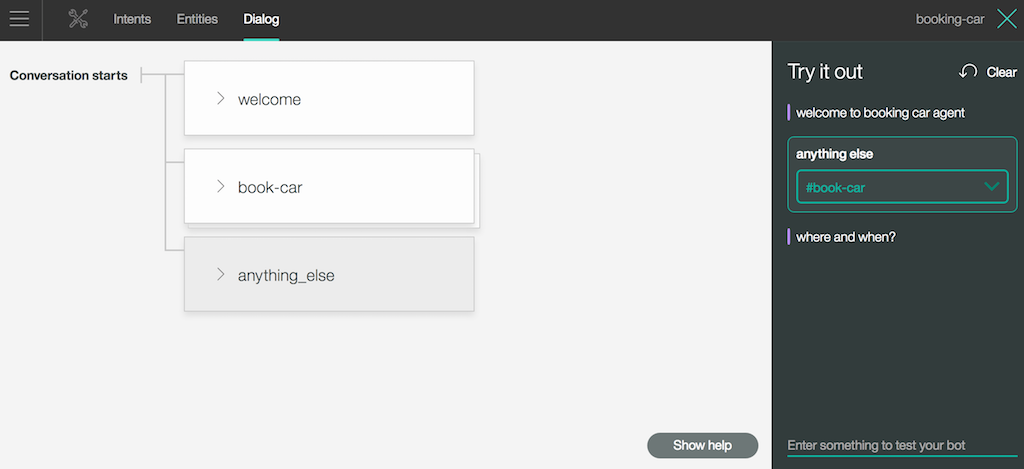 Intents Entities Dialog booking-car
Conversation starts
welcome
book-car
anything_else
Show help
Try it out Clear
welcome to booking car agent
anything else
#book-car
where and when?
Enter something to test your bot